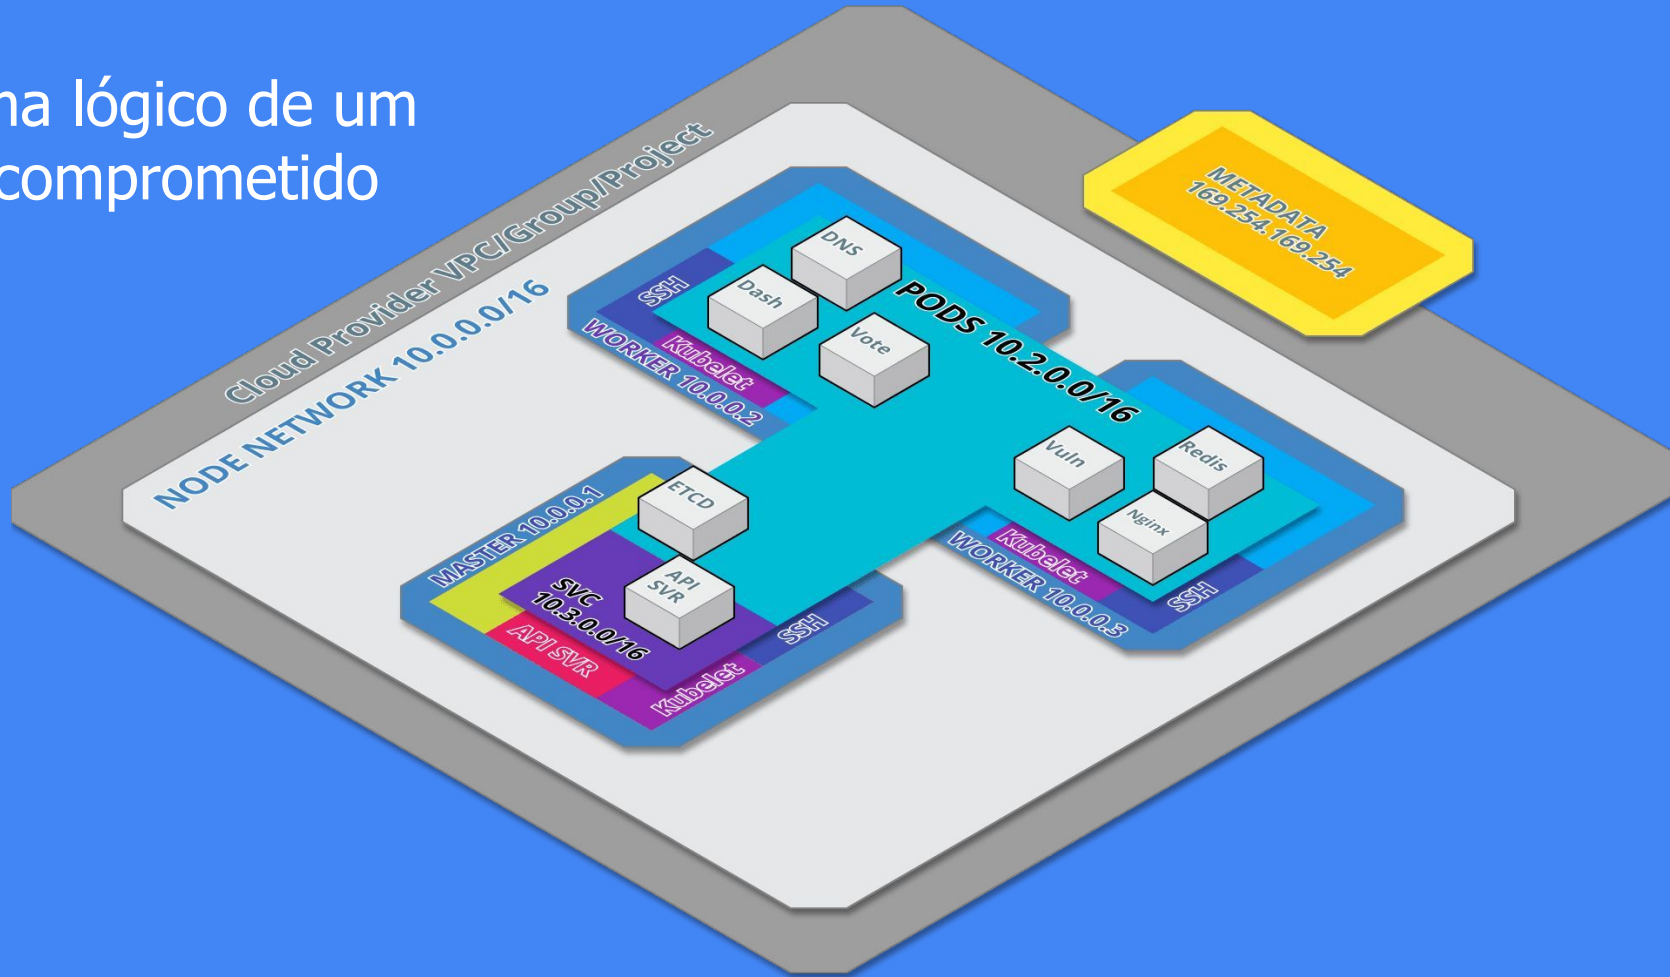 ma lógico de um
comprometido
Cloud Provider VPC/Group/Project
NODE NETWORK 10.0.0.0/16
METADATA
169.254.169.254
DNS
Dash
Vote
SSH
Kubelet
WORKER 10.0.0.2
PODS 10.2.0.0/16
Vuln
Redis
Nginx
Kubelet
WORKER 10.0.0.3
SSH
MASTER 10.0.0.1
ETCD
API
SVR
SVC
10.3.0.0/16
API SVR
Kubelet
SSH